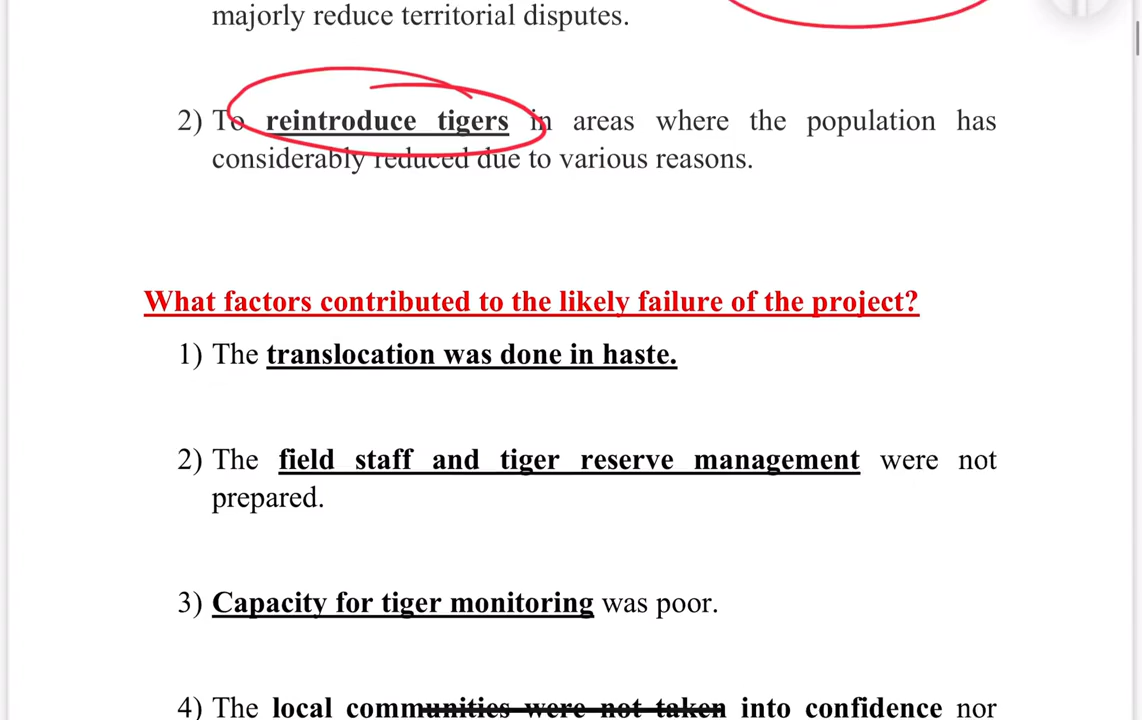 majorly reduce territorial disputes.
2) To reintroduce tigers in areas where the population has
considerably reduced due to various reasons.
What factors contributed to the likely failure of the project?
1) The translocation was done in haste.
2) The field staff and tiger reserve management were not
prepared.
3) Capacity for tiger monitoring was poor.
4) The local communities were not taken into confidence nor